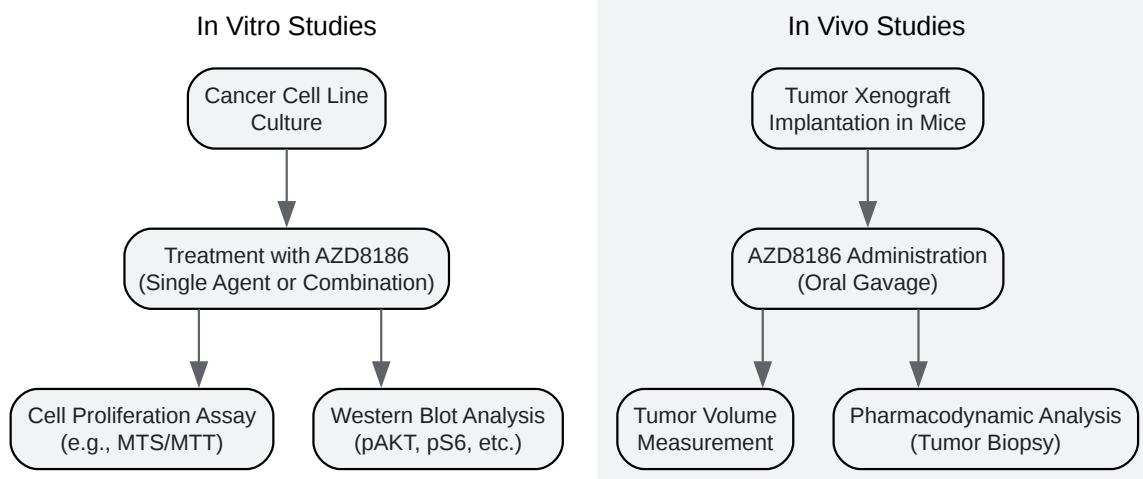 In Vitro Studies
Cancer Cell Line
Culture
Treatment with AZD8186
(Single Agent or Combination)
Cell Proliferation Assay
(e.g., MTS/MTT)
Western Blot Analysis
(pAKT, pS6, etc.)
In Vivo Studies
Tumor Xenograft
Implantation in Mice
AZD8186 Administration
(Oral Gavage)
Tumor Volume
Measurement
Pharmacodynamic Analysis
(Tumor Biopsy)